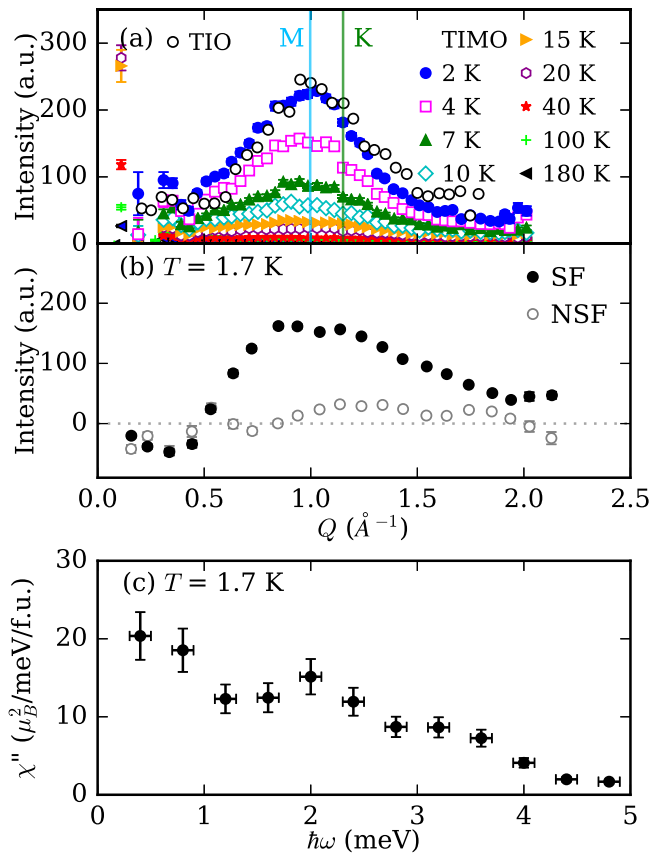 (a) TIO M K TIMO 15 K
2 K 20 K
4 K 40 K
7 K 100 K
10 K 180 K
Intensity (a.u.)
300
200
100
0
(b) T = 1.7 K
SF
NSF
Intensity (a.u.)
200
100
0
0.0 0.5 1.0 1.5 2.0 2.5
Q (Å⁻¹)
(c) T = 1.7 K
χ" (μ_B²/meV/f.u.)
30
20
10
0
0 1 2 3 4 5
ħω (meV)